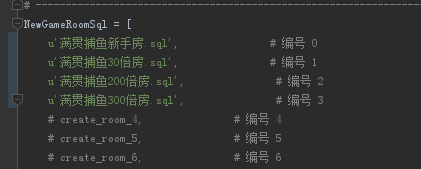 # ------------------------------------------------
NewGameRoomSql = [
u'满贯捕鱼新手房.sql', # 编号 0
u'满贯捕鱼30倍房.sql', # 编号 1
u'满贯捕鱼200倍房.sql', # 编号 2
u'满贯捕鱼300倍房.sql', # 编号 3
# create_room_4, # 编号 4
# create_room_5, # 编号 5
# create_room_6, # 编号 6